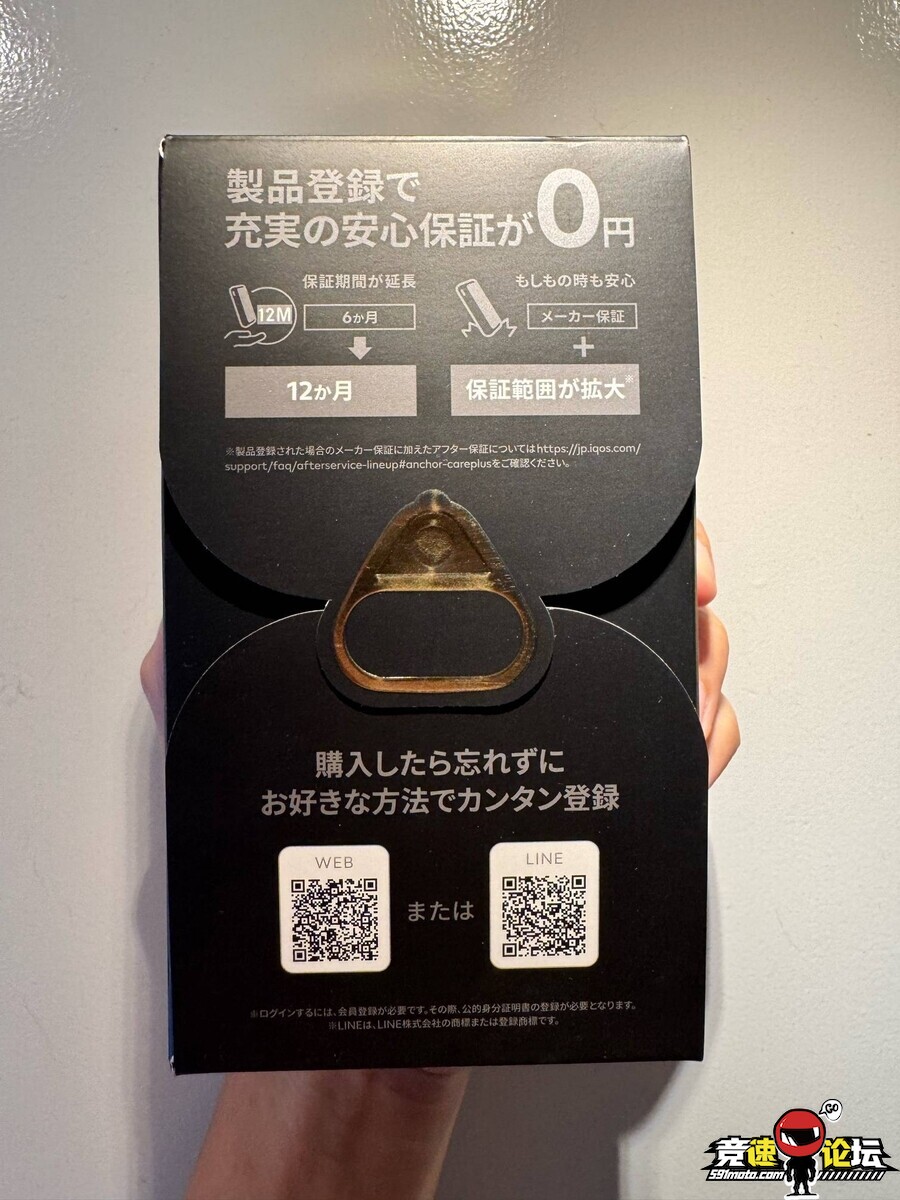 製品登録で
充実の安心保証が0円
保証期間が延長
12M
6か月
12か月
もしもの時も安心
メーカー保証
+
保証範囲が拡大※
※製品登録された場合のメーカー保証に加えたアフター保証についてはhttps://jp.iqos.com/
support/faq/afterservice-lineup#anchor-careplusをご確認ください。
購入したら忘れずに
お好きな方法でカンタン登録
WEB
または
LINE
※ログインするには、会員登録が必要です。その際、公的身分証明書の登録が必要となります。
※LINEは、LINE株式会社の商標または登録商標です。
GO
竞速论坛
591moto.com